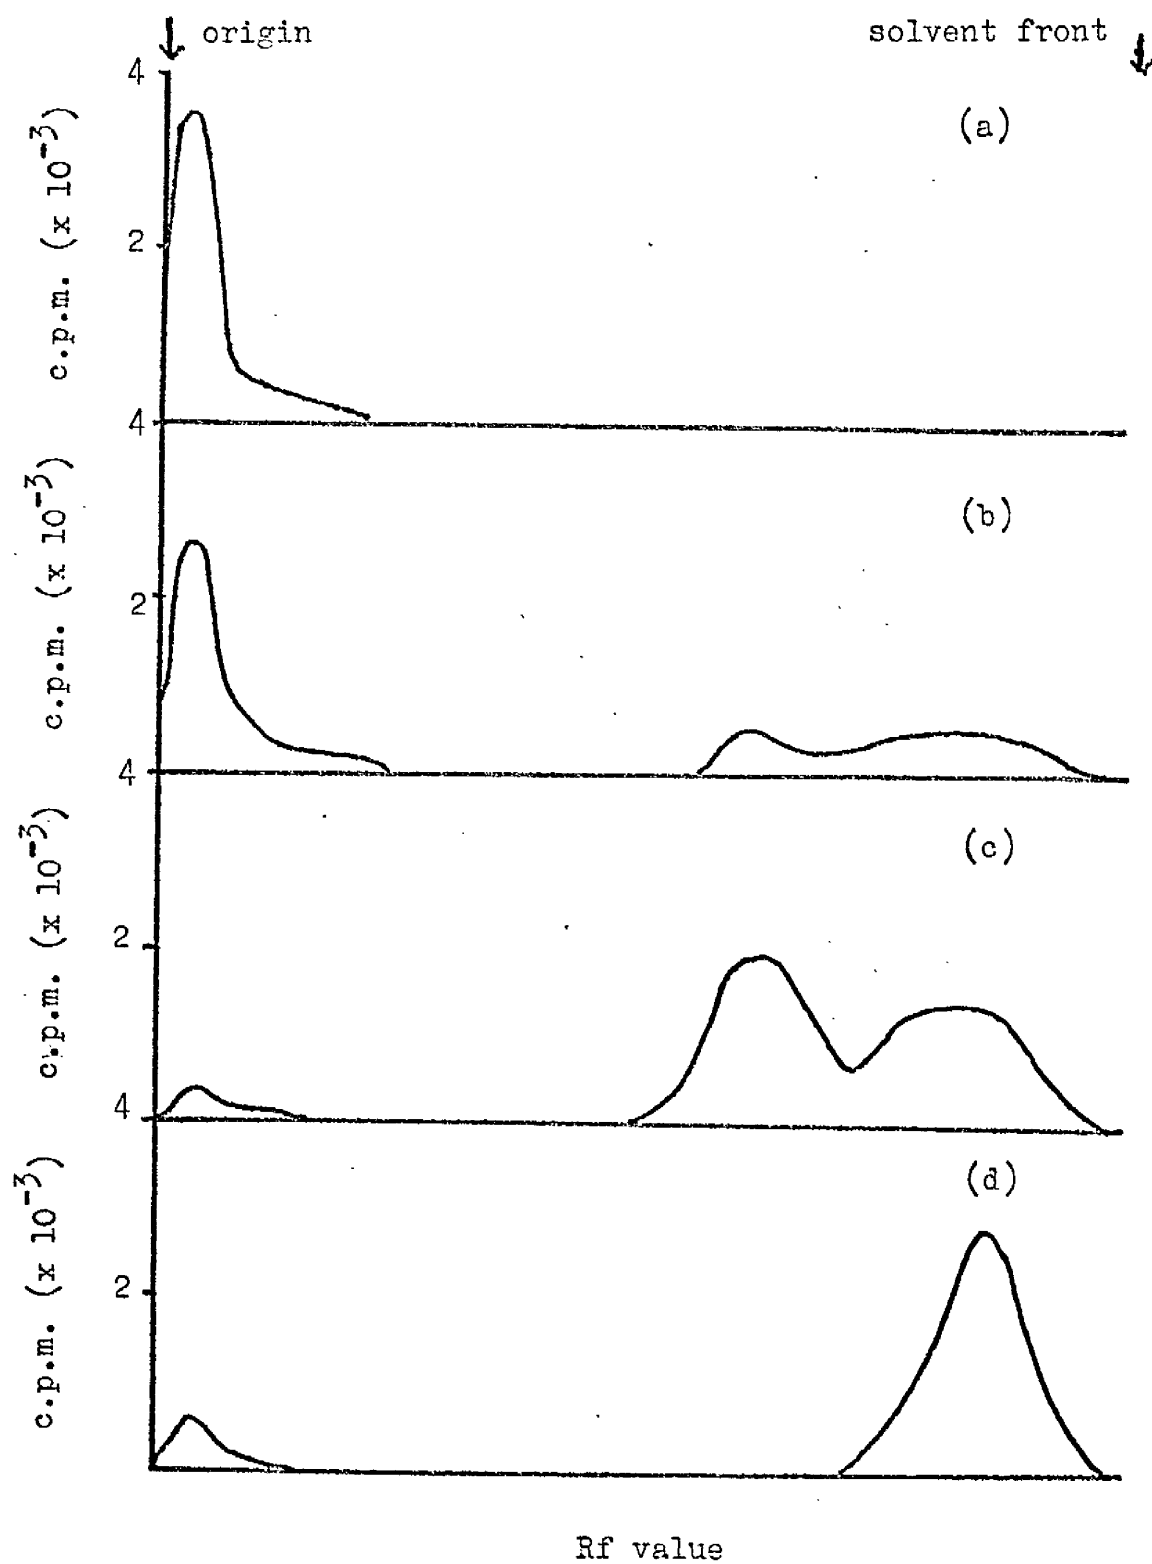 origin
solvent front
4
(a)
c.p.m. (x 10⁻³)
2
4
(b)
c.p.m. (x 10⁻³)
2
4
(c)
c.p.m. (x 10⁻³)
2
4
(d)
c.p.m. (x 10⁻³)
2
Rf value